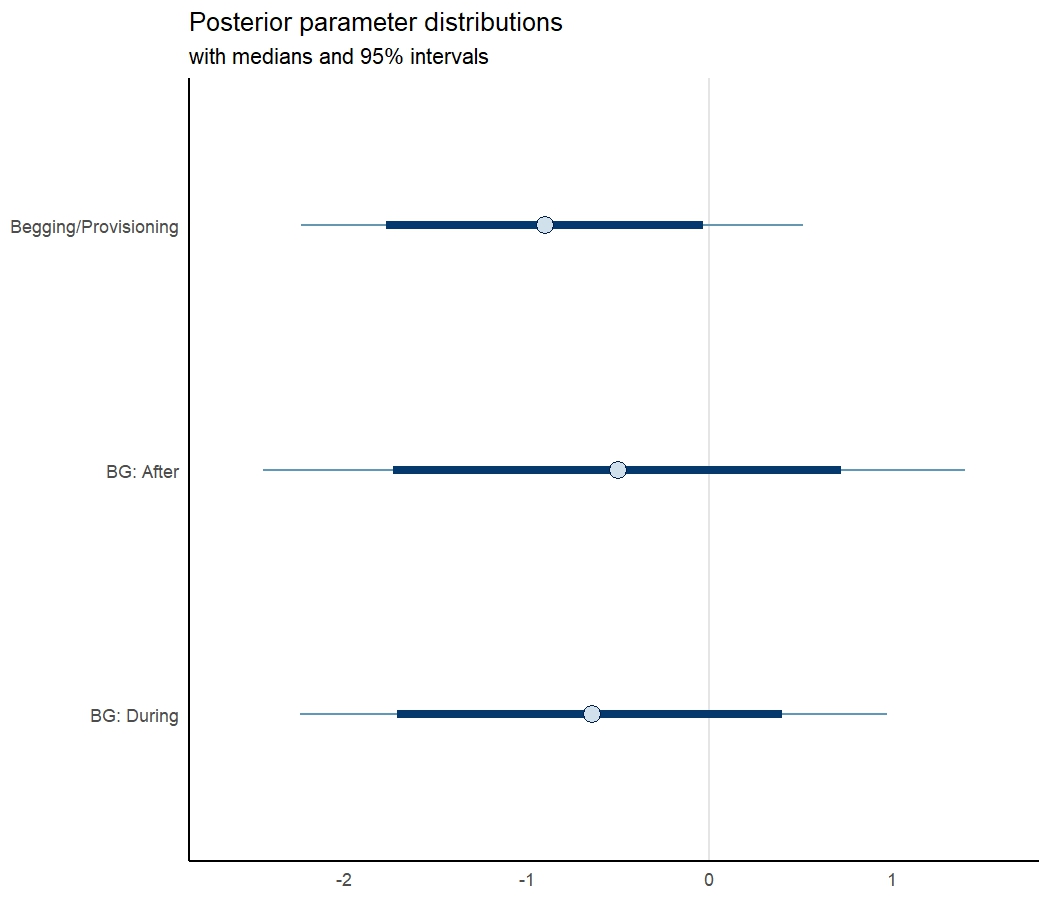 Posterior parameter distributions
with medians and 95% intervals
Begging/Provisioning
BG: After
BG: During
-2 -1 0 1